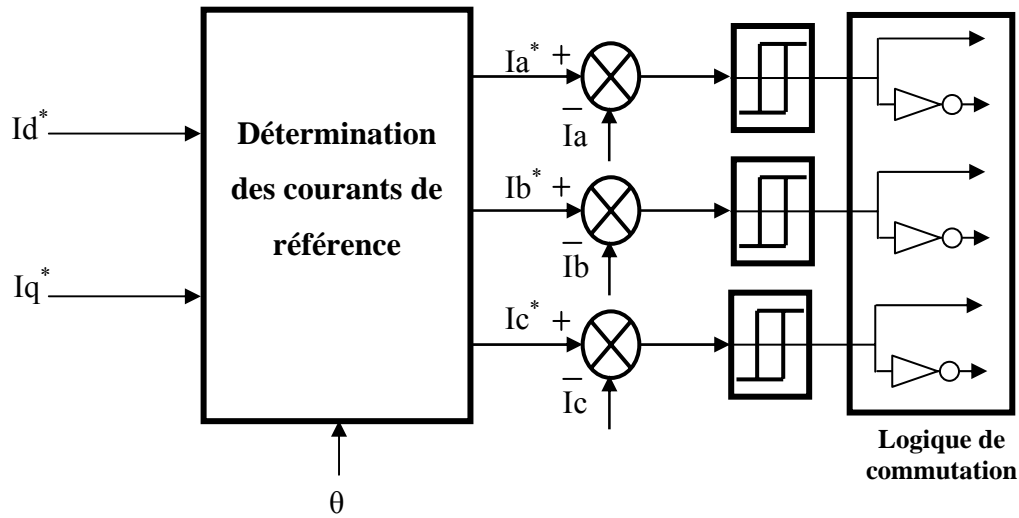 Id*
Iq*
Détermination
des courants de
référence
θ
Ia* +
−
Ia
Ib* +
−
Ib
Ic* +
−
Ic
Logique de
commutation